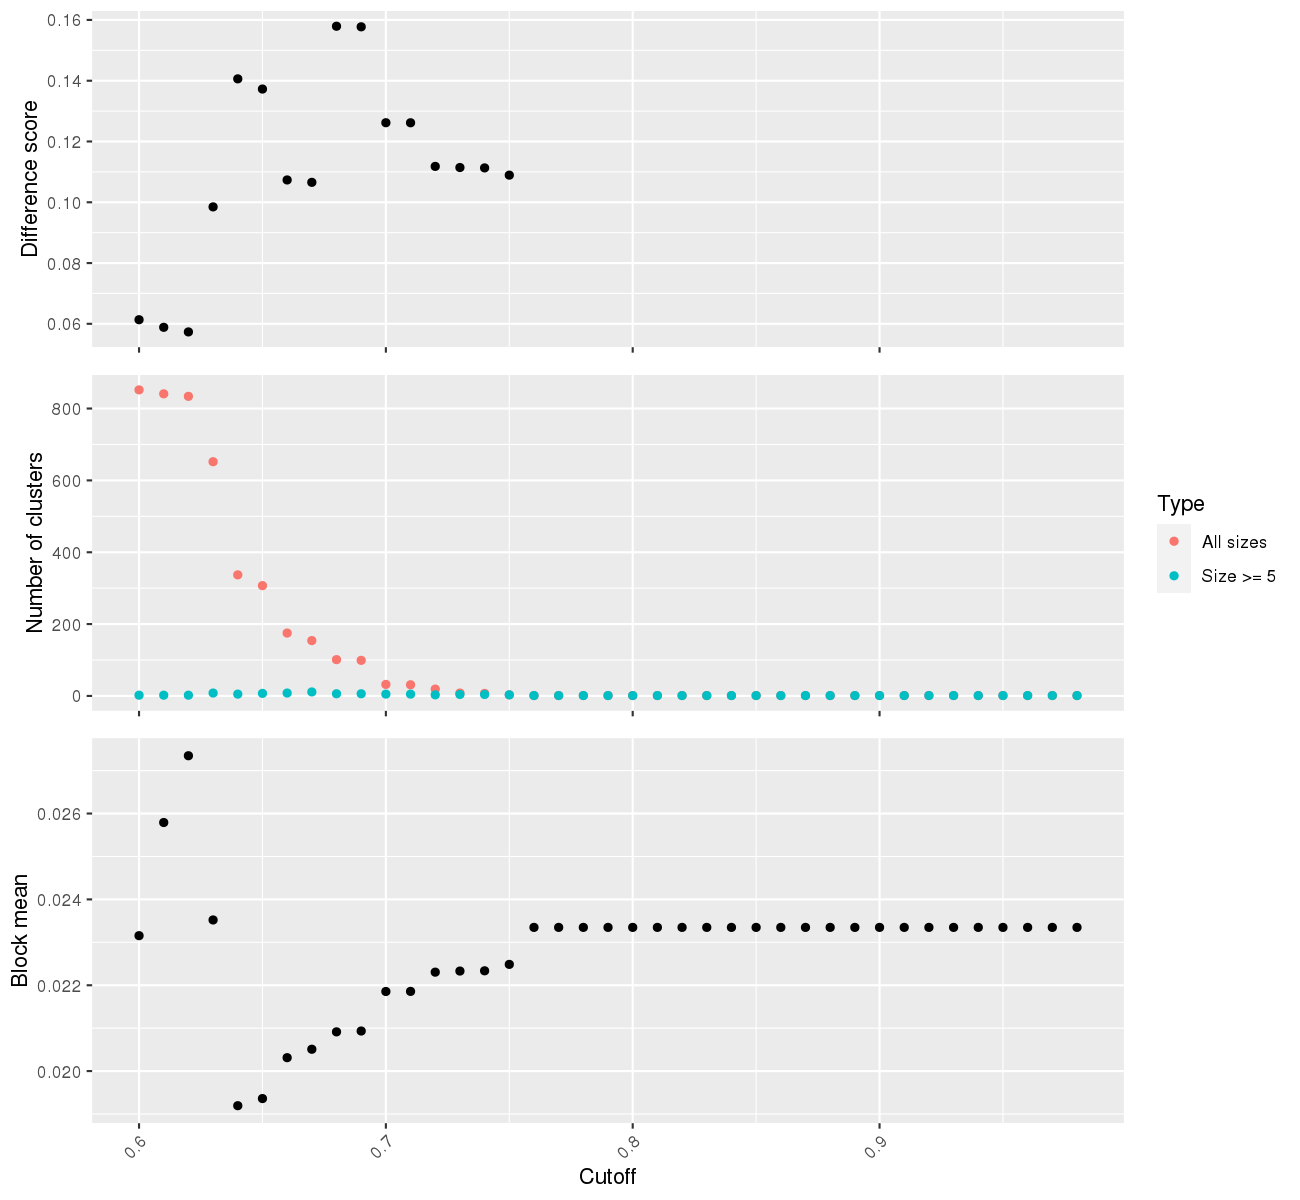 Difference score
0.16
0.14
0.12
0.10
0.08
0.06
Number of clusters
800
600
400
200
0
Type
All sizes
Size >= 5
Block mean
0.026
0.024
0.022
0.020
0.6 0.7 0.8 0.9
Cutoff